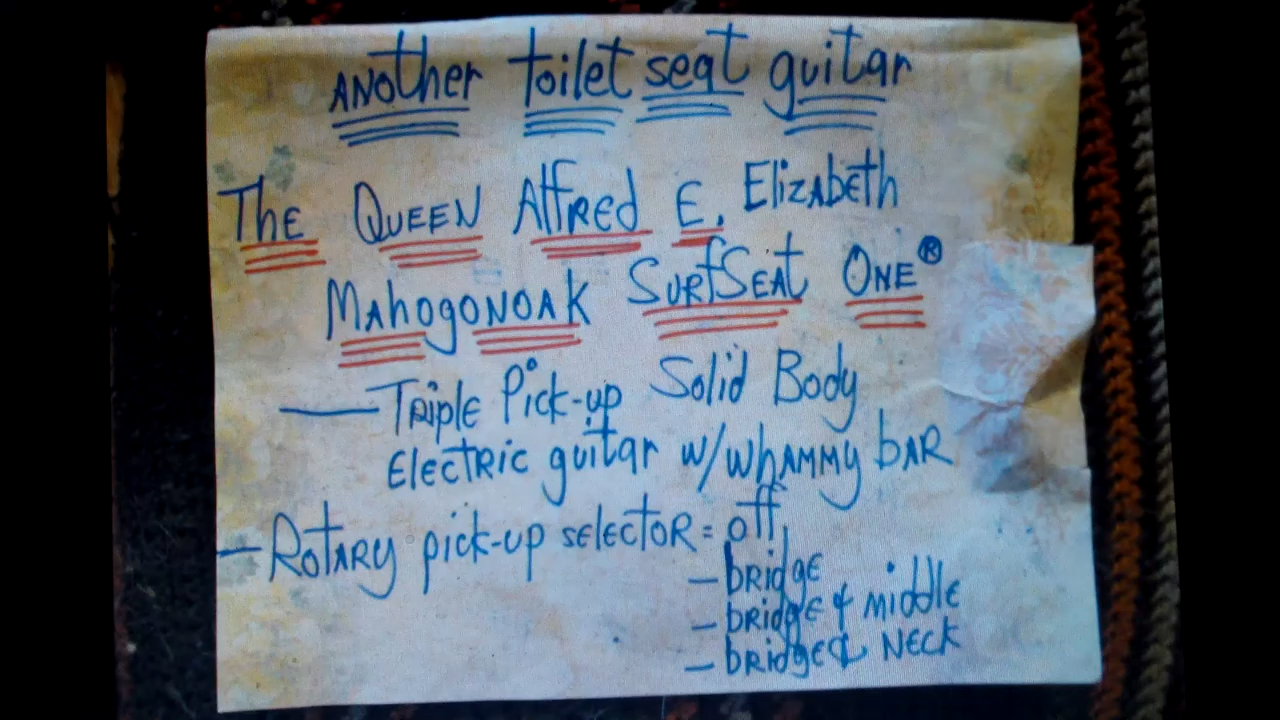 ANother toilet seat guitar
The QUEEN AlfRed E. ElizabEth
MahogoNOAK SurfSEat ONE®
— Triple Pick-up Solid Body
ElectRic guitar w/whAMMy bAR
— RotARy pick-up selectoR = off,
— bridge
— bridge & middle
— bridge & NEck